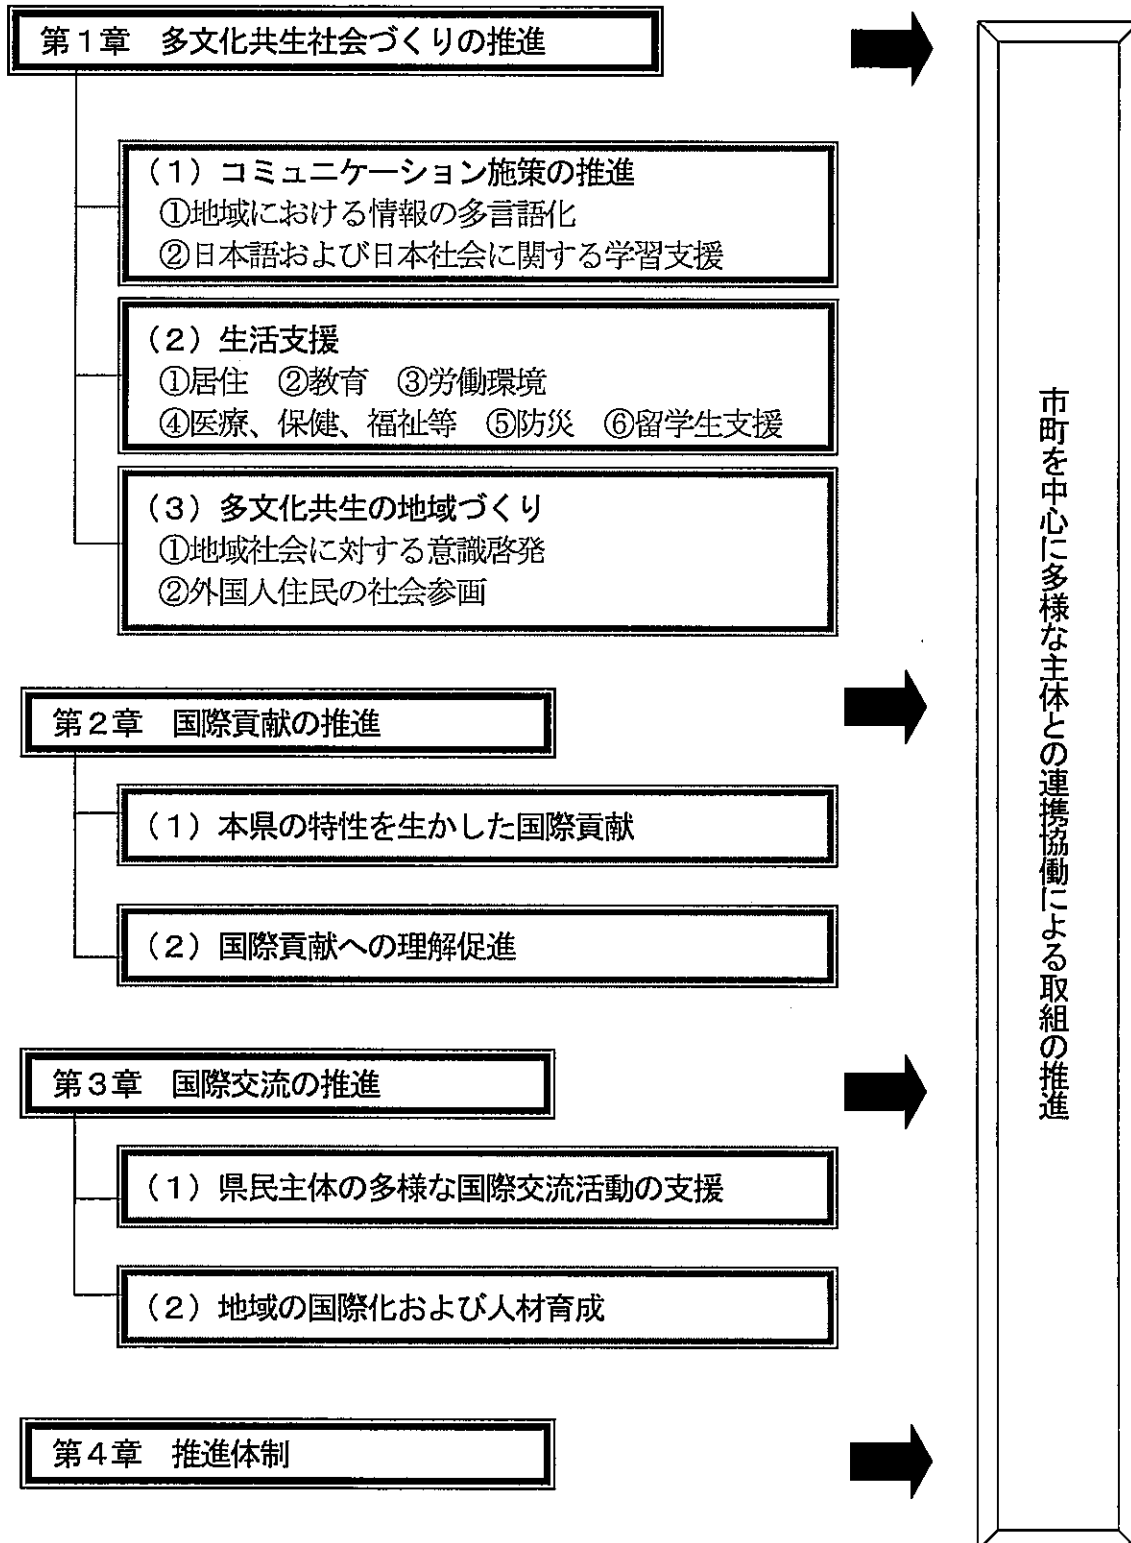 第1章　多文化共生社会づくりの推進
（1）コミュニケーション施策の推進
①地域における情報の多言語化
②日本語および日本社会に関する学習支援
（2）生活支援
①居住　②教育　③労働環境
④医療、保健、福祉等　⑤防災　⑥留学生支援
（3）多文化共生の地域づくり
①地域社会に対する意識啓発
②外国人住民の社会参画
第2章　国際貢献の推進
（1）本県の特性を生かした国際貢献
（2）国際貢献への理解促進
第3章　国際交流の推進
（1）県民主体の多様な国際交流活動の支援
（2）地域の国際化および人材育成
第4章　推進体制
市町を中心に多様な主体との連携協働による取組の推進